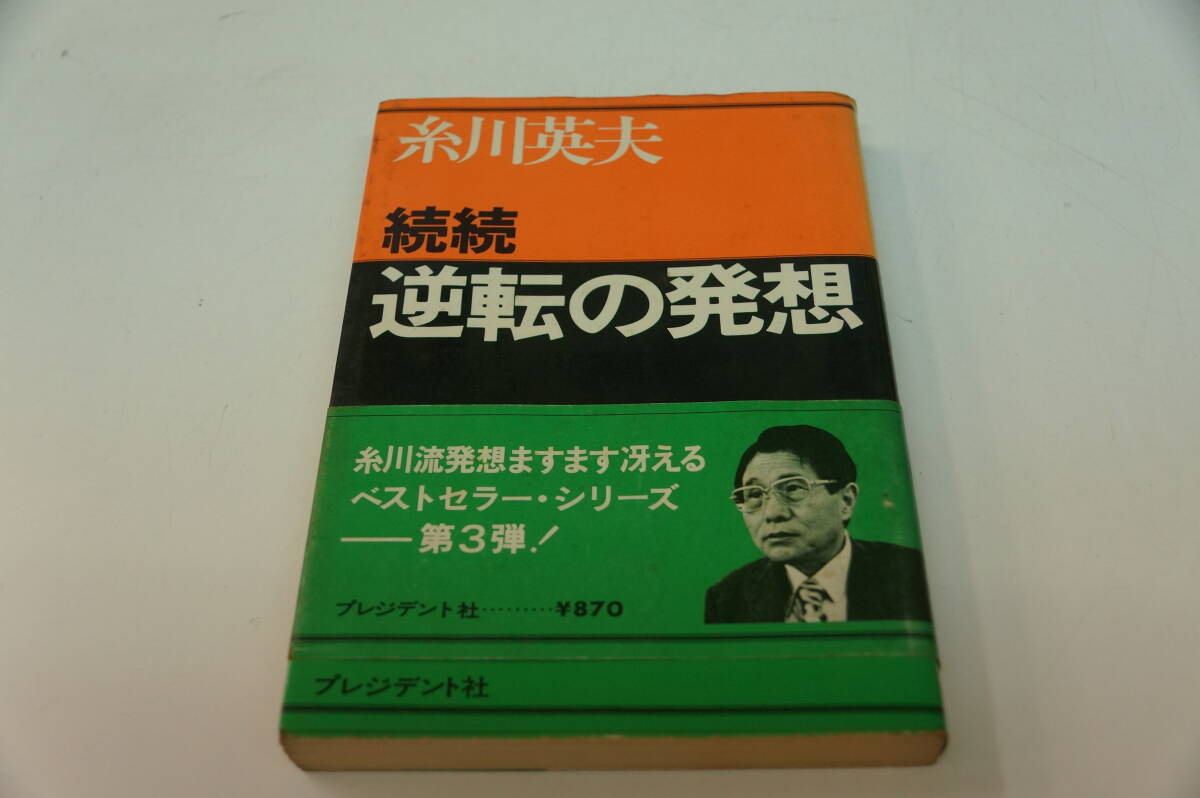 糸川英夫
続続
逆転の発想
糸川流発想ますます冴える
ベストセラー・シリーズ
——第3弾!
プレジデント社………¥870
プレジデント社